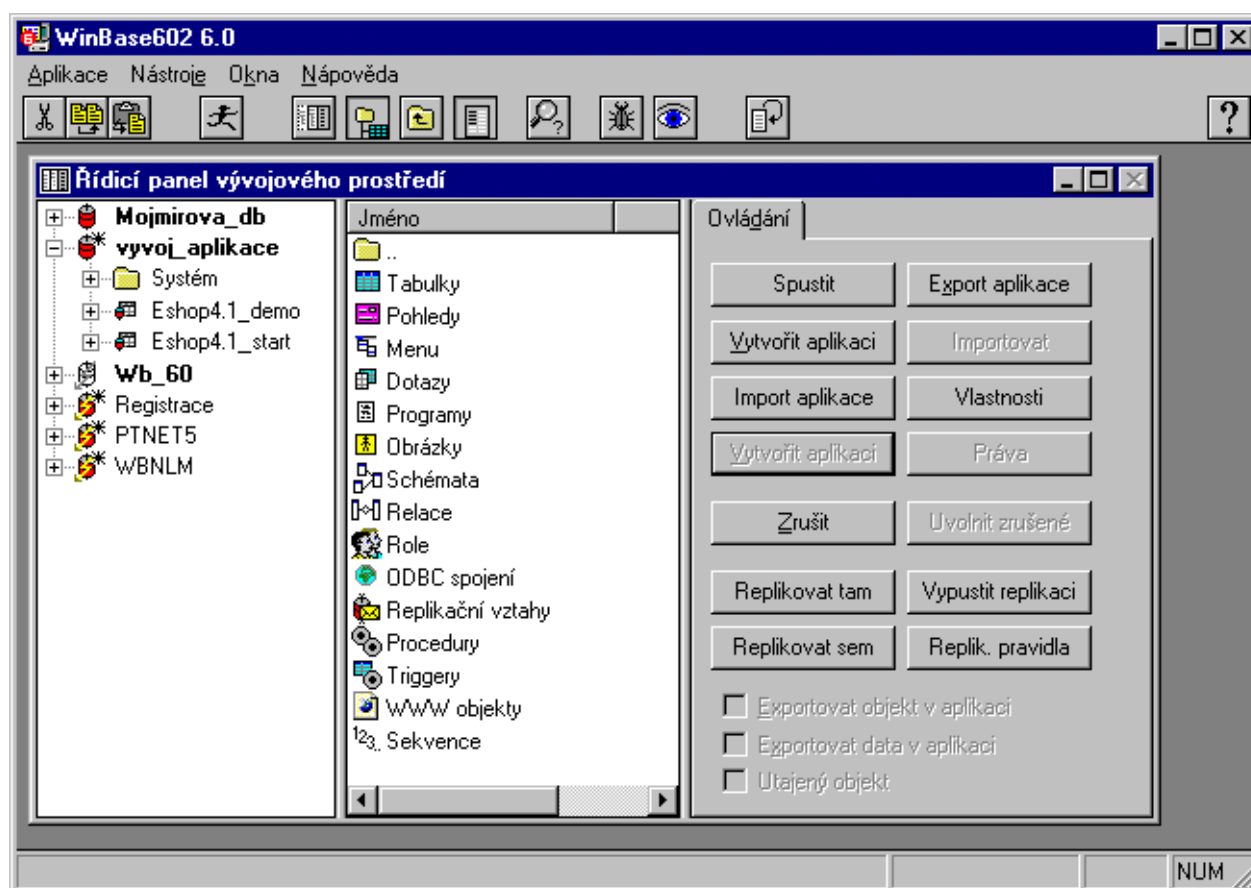 WinBase602 6.0
Aplikace Nástroje Okna Nápověda
Řídicí panel vývojového prostředí
Mojmirova_db
vyvoj_aplikace
Systém
Eshop4.1_demo
Eshop4.1_start
Wb_60
Registrace
PTNET5
WBNLM
Jméno
..
Tabulky
Pohledy
Menu
Dotazy
Programy
Obrázky
Schémata
Relace
Role
ODBC spojení
Replikační vztahy
Procedury
Triggery
WWW objekty
Sekvence
Ovládání
Spustit Export aplikace
Vytvořit aplikaci Importovat
Import aplikace Vlastnosti
Vytvořit aplikaci Práva
Zrušit Uvolnit zrušené
Replikovat tam Vypustit replikaci
Replikovat sem Replik. pravidla
Exportovat objekt v aplikaci
Exportovat data v aplikaci
Utajený objekt
NUM